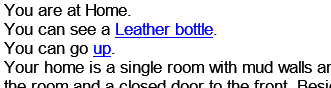 You are at Home.
You can see a Leather bottle.
You can go up.
Your home is a single room with mud walls
the room and a closed door to the front.